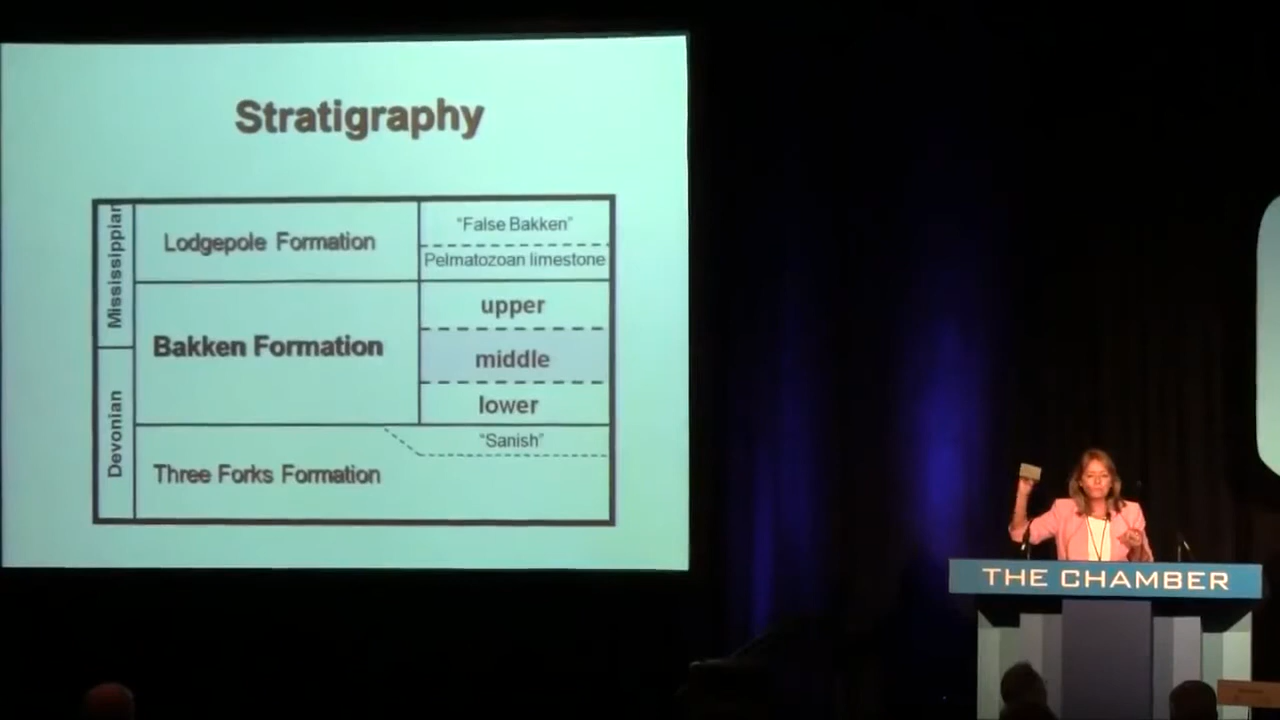 Stratigraphy
Mississippian
Lodgepole Formation
"False Bakken"
Pelmatozoan limestone
Bakken Formation
upper
middle
lower
Devonian
Three Forks Formation
"Sanish"
THE CHAMBER